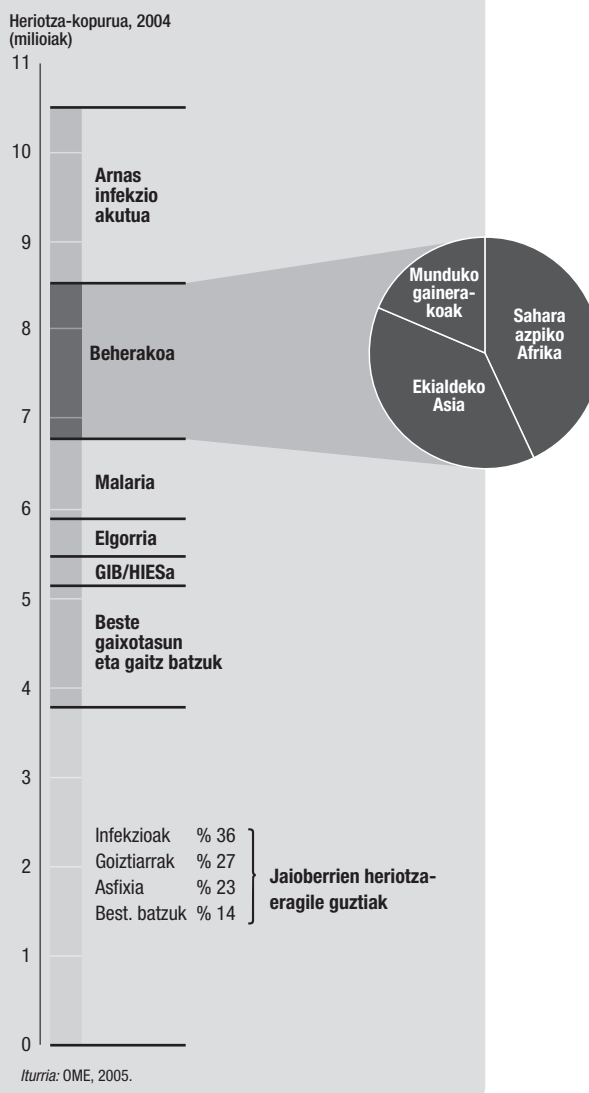 Heriotza-kopurua, 2004
(milioiak)
11
10
9
8
7
6
5
4
3
2
1
0
Arnas
infekzio
akutua
Beherakoa
Malaria
Elgorria
GIB/HIESa
Beste
gaixotasun
eta gaitz batzuk
Infekzioak % 36
Goiztiarrak % 27
Asfixia % 23
Best. batzuk % 14
Jaioberrien heriotza-
eragile guztiak
Munduko
gainera-
koak
Sahara
azpiko
Afrika
Ekialdeko
Asia
Iturria: OME, 2005.